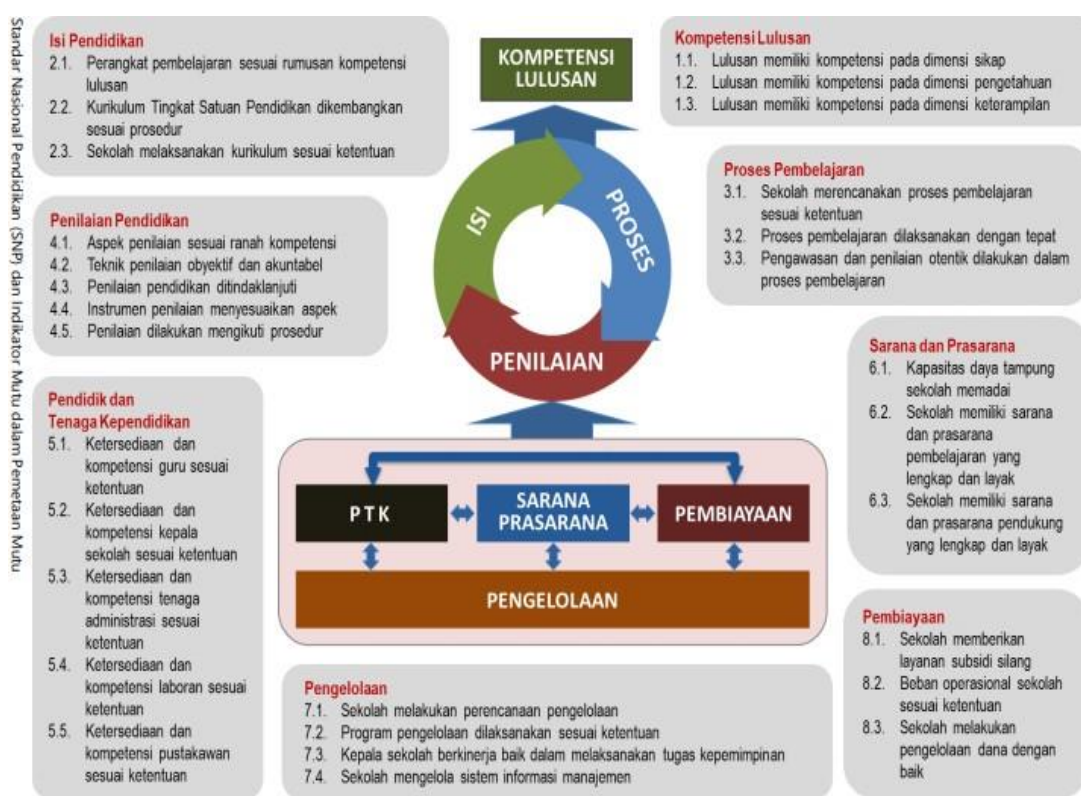 Standar Nasional Pendidikan (SNP) dan Indikator Mutu dalam Pemetaan Mutu
Isi Pendidikan
2.1. Perangkat pembelajaran sesuai rumusan kompetensi
lulusan
2.2. Kurikulum Tingkat Satuan Pendidikan dikembangkan
sesuai prosedur
2.3. Sekolah melaksanakan kurikulum sesuai ketentuan
KOMPETENSI
LULUSAN
Kompetensi Lulusan
1.1. Lulusan memiliki kompetensi pada dimensi sikap
1.2. Lulusan memiliki kompetensi pada dimensi pengetahuan
1.3. Lulusan memiliki kompetensi pada dimensi keterampilan
Penilaian Pendidikan
4.1. Aspek penilaian sesuai ranah kompetensi
4.2. Teknik penilaian obyektif dan akuntabel
4.3. Penilaian pendidikan ditindaklanjuti
4.4. Instrumen penilaian menyesuaikan aspek
4.5. Penilaian dilakukan mengikuti prosedur
ISI
PROSES
PENILAIAN
Proses Pembelajaran
3.1. Sekolah merencanakan proses pembelajaran
sesuai ketentuan
3.2. Proses pembelajaran dilaksanakan dengan tepat
3.3. Pengawasan dan penilaian otentik dilakukan dalam
proses pembelajaran
Pendidik dan
Tenaga Kependidikan
5.1. Ketersediaan dan
kompetensi guru sesuai
ketentuan
5.2. Ketersediaan dan
kompetensi kepala
sekolah sesuai ketentuan
5.3. Ketersediaan dan
kompetensi tenaga
administrasi sesuai
ketentuan
5.4. Ketersediaan dan
kompetensi laboran sesuai
ketentuan
5.5. Ketersediaan dan
kompetensi pustakawan
sesuai ketentuan
P T K
SARANA
PRASARANA
PEMBIAYAAN
PENGELOLAAN
Sarana dan Prasarana
6.1. Kapasitas daya tampung
sekolah memadai
6.2. Sekolah memiliki sarana
dan prasarana
pembelajaran yang
lengkap dan layak
6.3. Sekolah memiliki sarana
dan prasarana pendukung
yang lengkap dan layak
Pengelolaan
7.1. Sekolah melakukan perencanaan pengelolaan
7.2. Program pengelolaan dilaksanakan sesuai ketentuan
7.3. Kepala sekolah berkinerja baik dalam melaksanakan tugas kepemimpinan
7.4. Sekolah mengelola sistem informasi manajemen
Pembiayaan
8.1. Sekolah memberikan
layanan subsidi silang
8.2. Beban operasional sekolah
sesuai ketentuan
8.3. Sekolah melakukan
pengelolaan dana dengan
baik